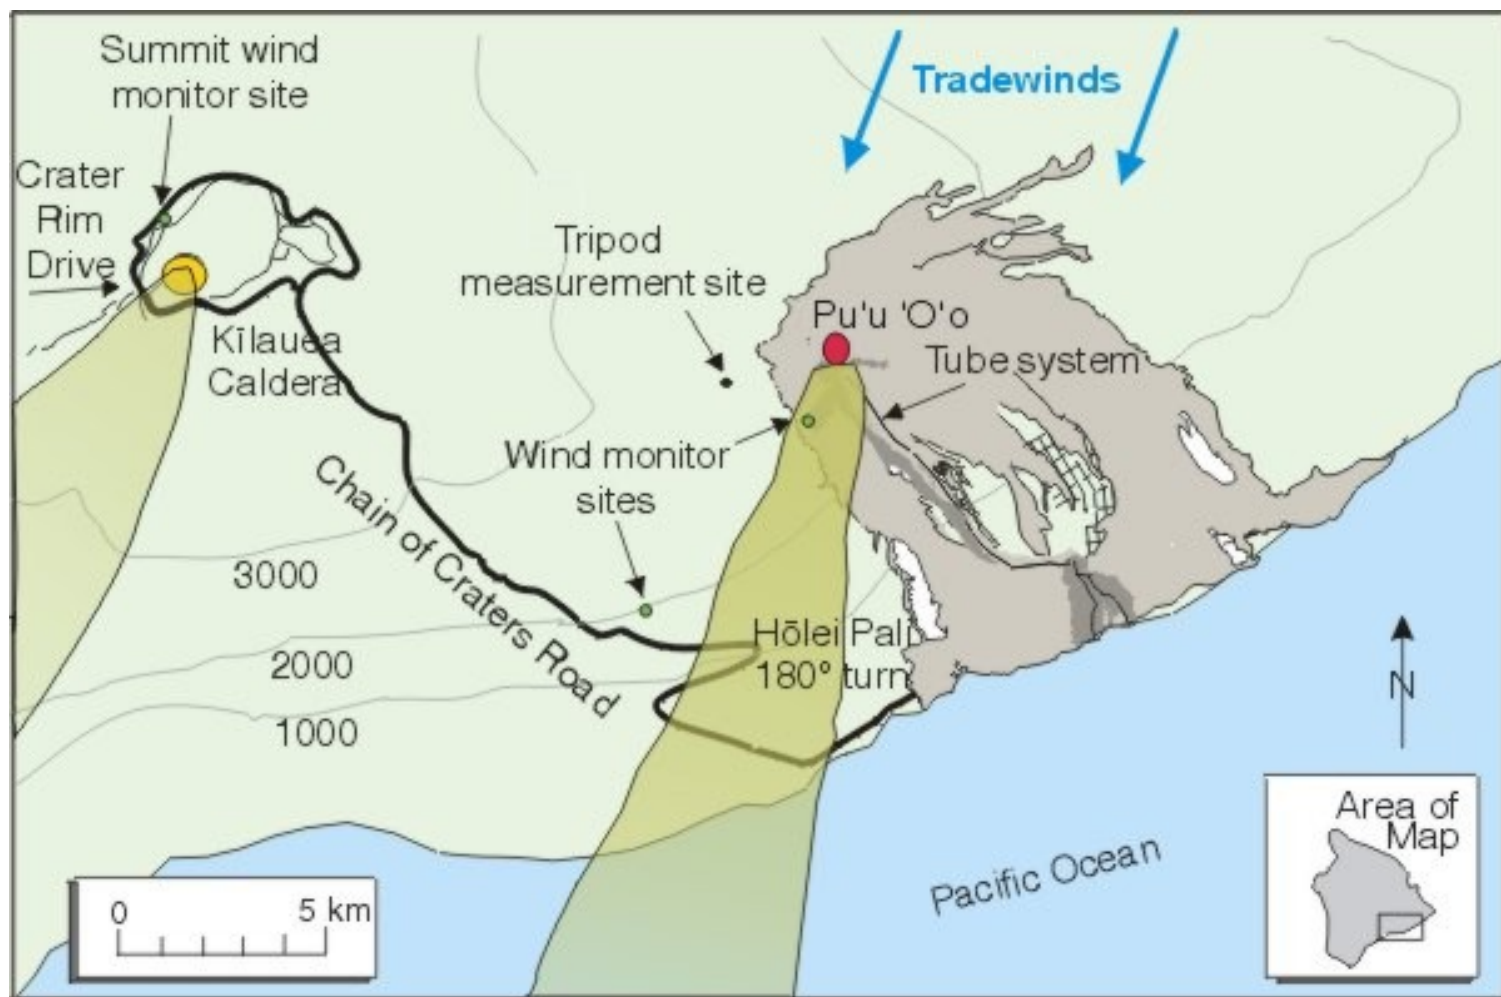 Summit wind
monitor site
Tradewinds
Crater
Rim
Drive
Tripod
measurement site
Pu'u 'O'o
Tube system
Kīlauea
Caldera
Wind monitor
sites
Chain of Craters Road
3000
2000
1000
Hōlei Pali
180° turn
N
Pacific Ocean
Area of
Map
0 5 km